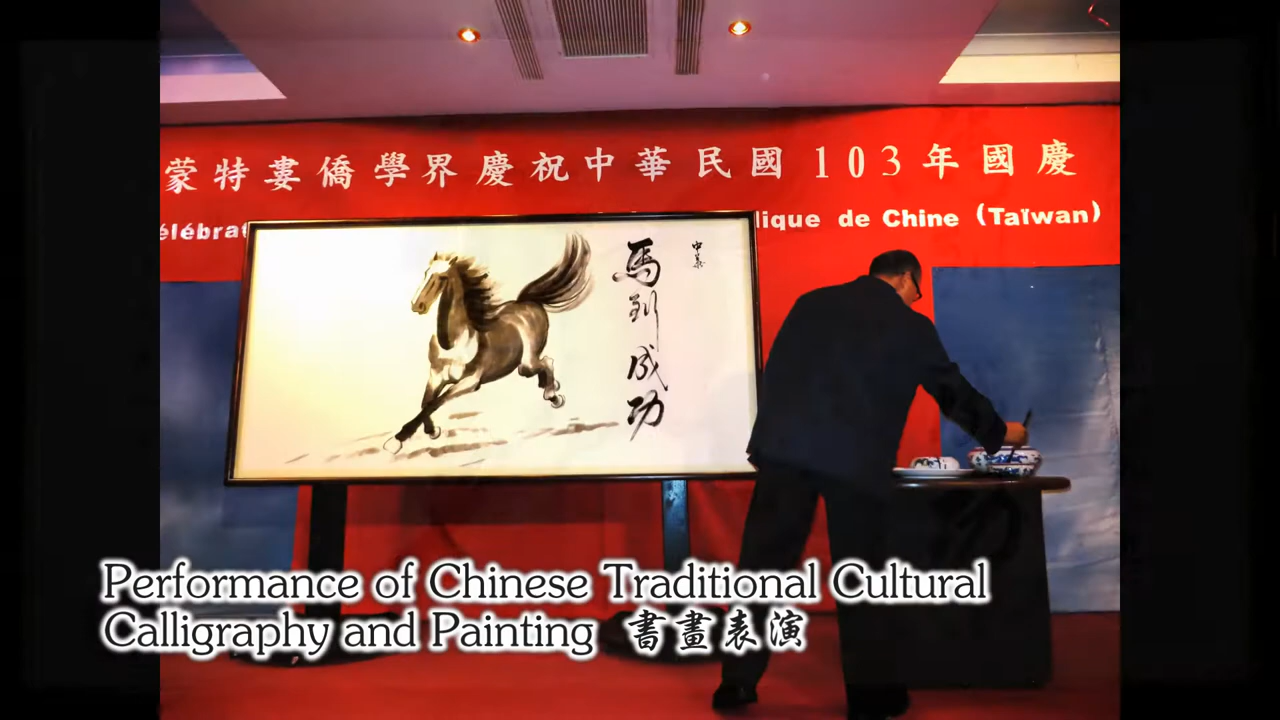 蒙特婁僑學界慶祝中華民國103年國慶
élébrat
lique de Chine (Taïwan)
馬到成功
Performance of Chinese Traditional Cultural
Calligraphy and Painting 書畫表演